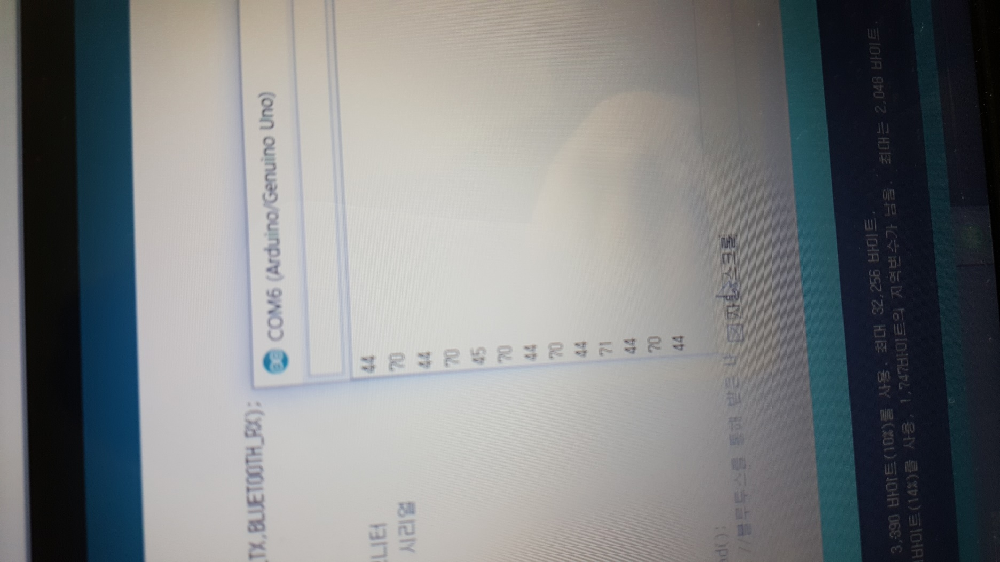 TX,BLUETOOTH_RX);
COM6 (Arduino/Genuino Uno)
44
70
44
70
45
70
44
70
44
71
44
70
44
니터
시리얼
자동 스크롤
d();
//블루투스를 통해 받은 나
3,390 바이트(10%)를 사용. 최대 32,256 바이트.
바이트(14%)를 사용, 1,747바이트의 지역변수가 남음. 최대는 2,048 바이트.